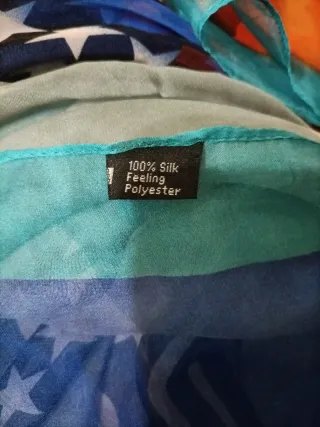 100% Silk
Feeling
Polyester